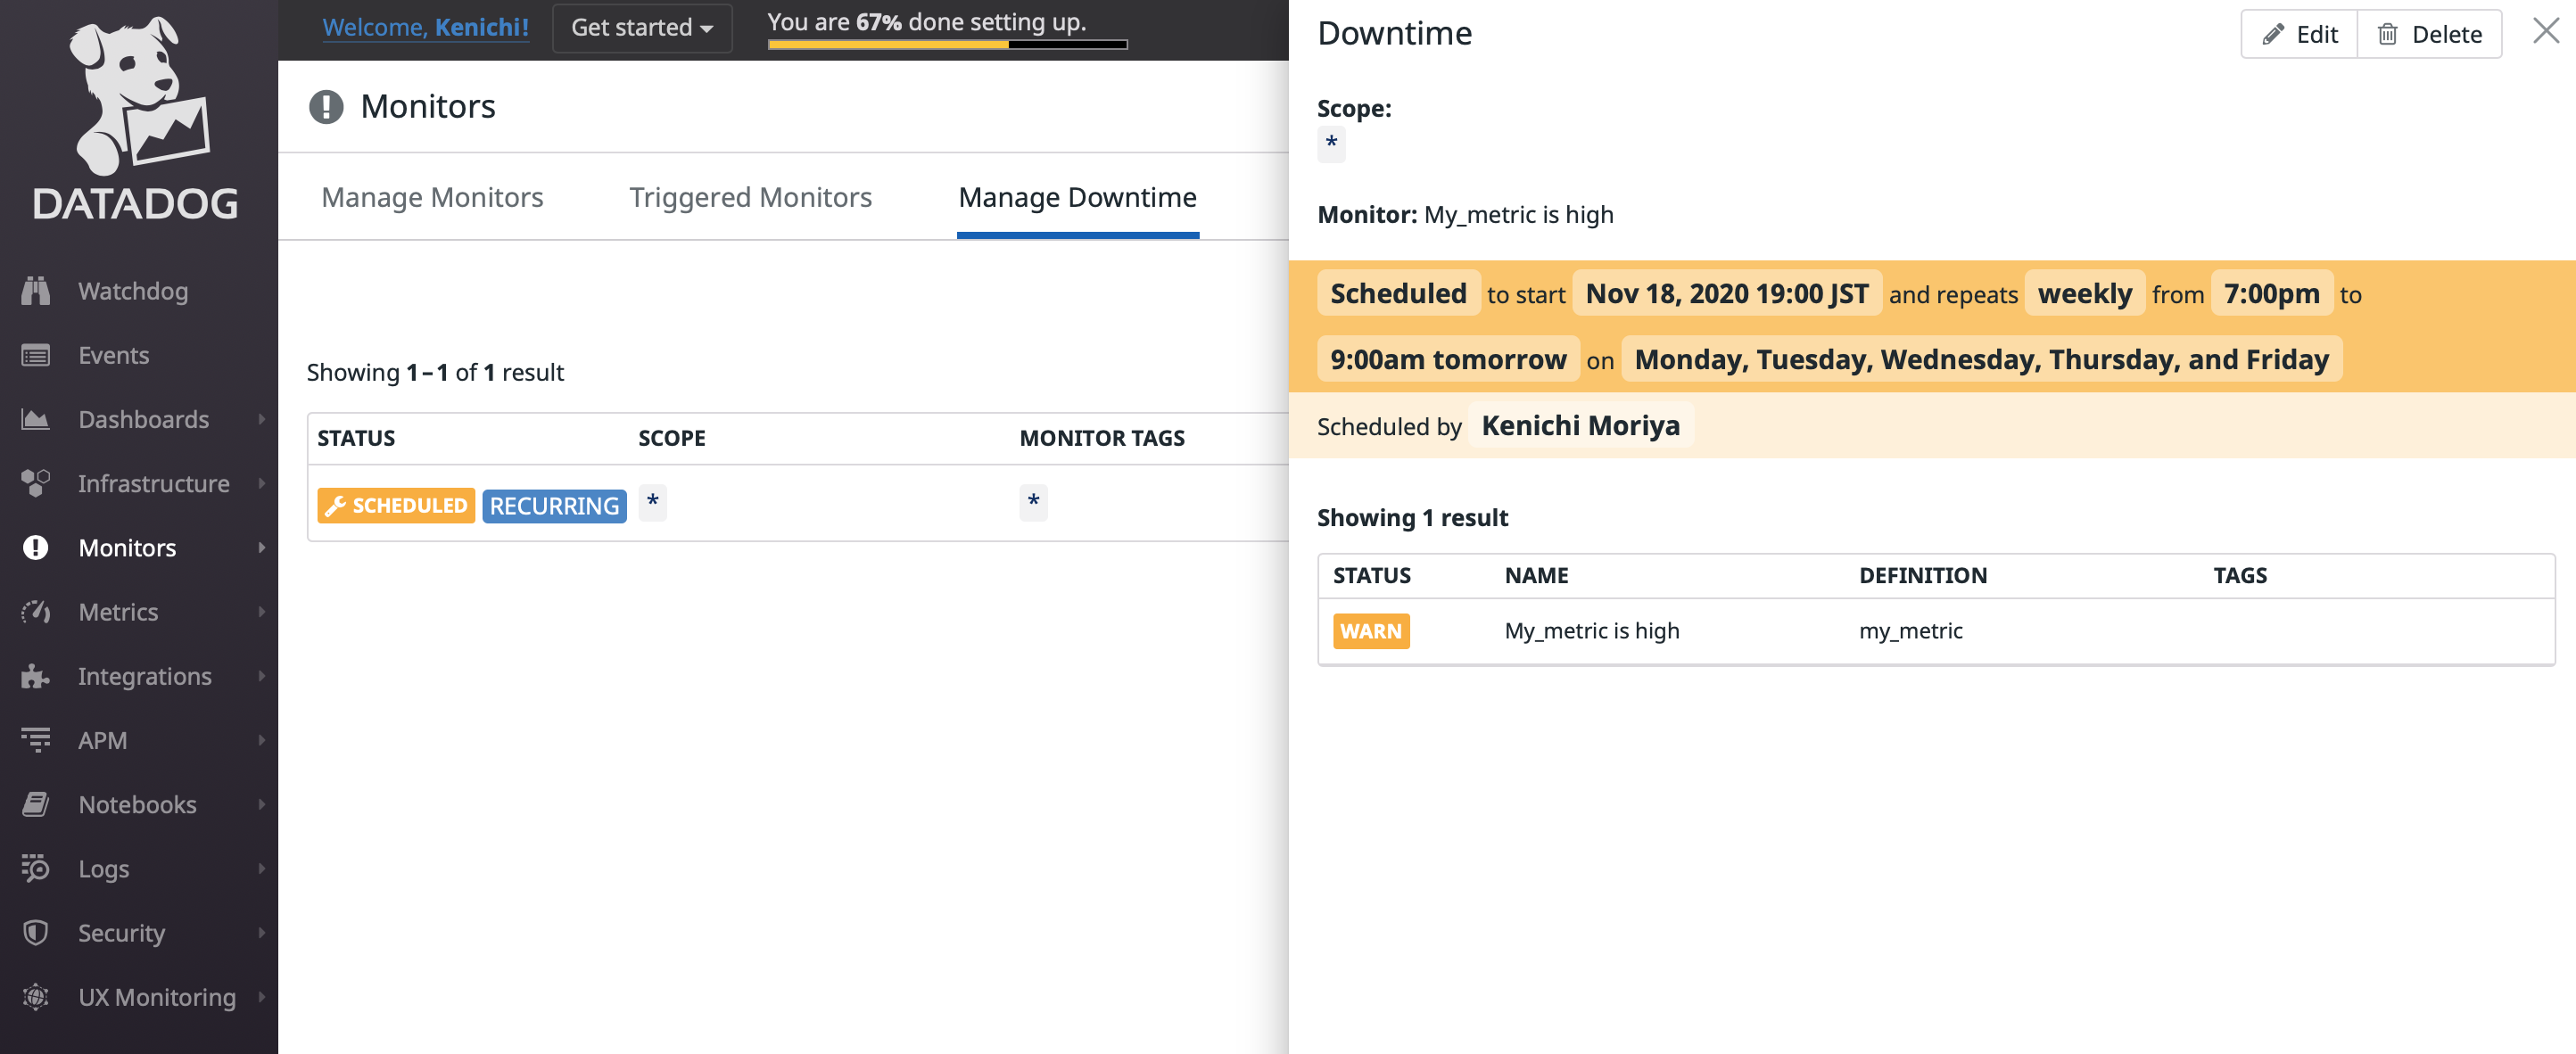 DATADOG
Watchdog
Events
Dashboards
Infrastructure
Monitors
Metrics
Integrations
APM
Notebooks
Logs
Security
UX Monitoring
Welcome, Kenichi!
Get started
You are 67% done setting up.
Monitors
Manage Monitors Triggered Monitors Manage Downtime
Showing 1–1 of 1 result
STATUS SCOPE MONITOR TAGS
SCHEDULED RECURRING * *
Downtime
Edit Delete
Scope:
*
Monitor: My_metric is high
Scheduled to start Nov 18, 2020 19:00 JST and repeats weekly from 7:00pm to
9:00am tomorrow on Monday, Tuesday, Wednesday, Thursday, and Friday
Scheduled by Kenichi Moriya
Showing 1 result
STATUS NAME DEFINITION TAGS
WARN My_metric is high my_metric